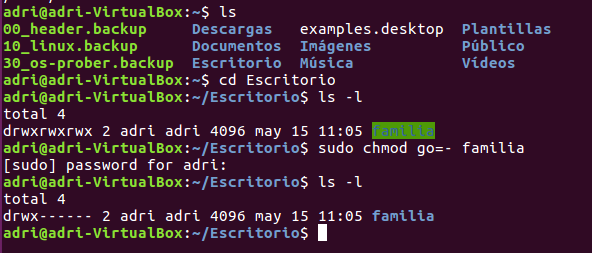 adri@adri-VirtualBox:~$ ls
00_header.backup Descargas examples.desktop Plantillas
10_linux.backup Documentos Imágenes Público
30_os-prober.backup Escritorio Música Vídeos
adri@adri-VirtualBox:~$ cd Escritorio
adri@adri-VirtualBox:~/Escritorio$ ls -l
total 4
drwxrwxrwx 2 adri adri 4096 may 15 11:05 familia
adri@adri-VirtualBox:~/Escritorio$ sudo chmod go=- familia
[sudo] password for adri:
adri@adri-VirtualBox:~/Escritorio$ ls -l
total 4
drwx------ 2 adri adri 4096 may 15 11:05 familia
adri@adri-VirtualBox:~/Escritorio$